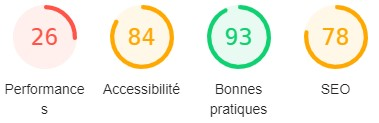 26 84 93 78
Performance Accessibilité Bonnes SEO
s pratiques